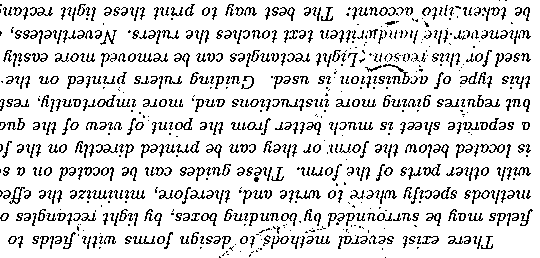 There exist several methods to design forms with fields to
fields may be surrounded by bounding boxes, by light rectangles o
methods specify where to write and, therefore, minimize the effec
with other parts of the form. These guides can be located on a s
is located below the form or they can be printed directly on the fo
a separate sheet is much better from the point of view of the qua
but requires giving more instructions and, more importantly, rest
this type of acquisition is used. Guiding rulers printed on the
used for this reason. Light rectangles can be removed more easily
whenever the handwritten text touches the rulers. Nevertheless,
be taken into account: The best way to print these light rectang